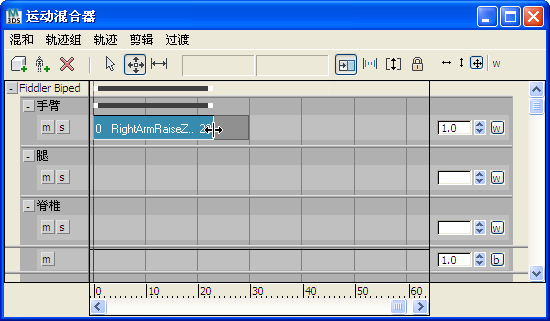 运动混合器
混和 轨迹组 轨迹 剪辑 过渡
w
Fiddler Biped
手臂
m s 0 RightArmRaiseZ.. 1.0 w
腿
m s w
脊椎
m s w
m 1.0 b
0 10 20 30 40 50 60